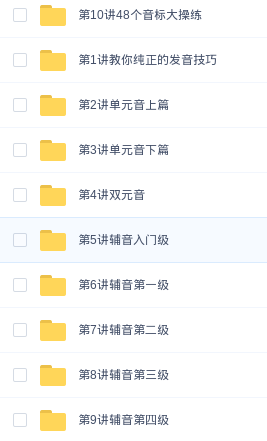 第10讲48个音标大操练
第1讲教你纯正的发音技巧
第2讲单元音上篇
第3讲单元音下篇
第4讲双元音
第5讲辅音入门级
第6讲辅音第一级
第7讲辅音第二级
第8讲辅音第三级
第9讲辅音第四级